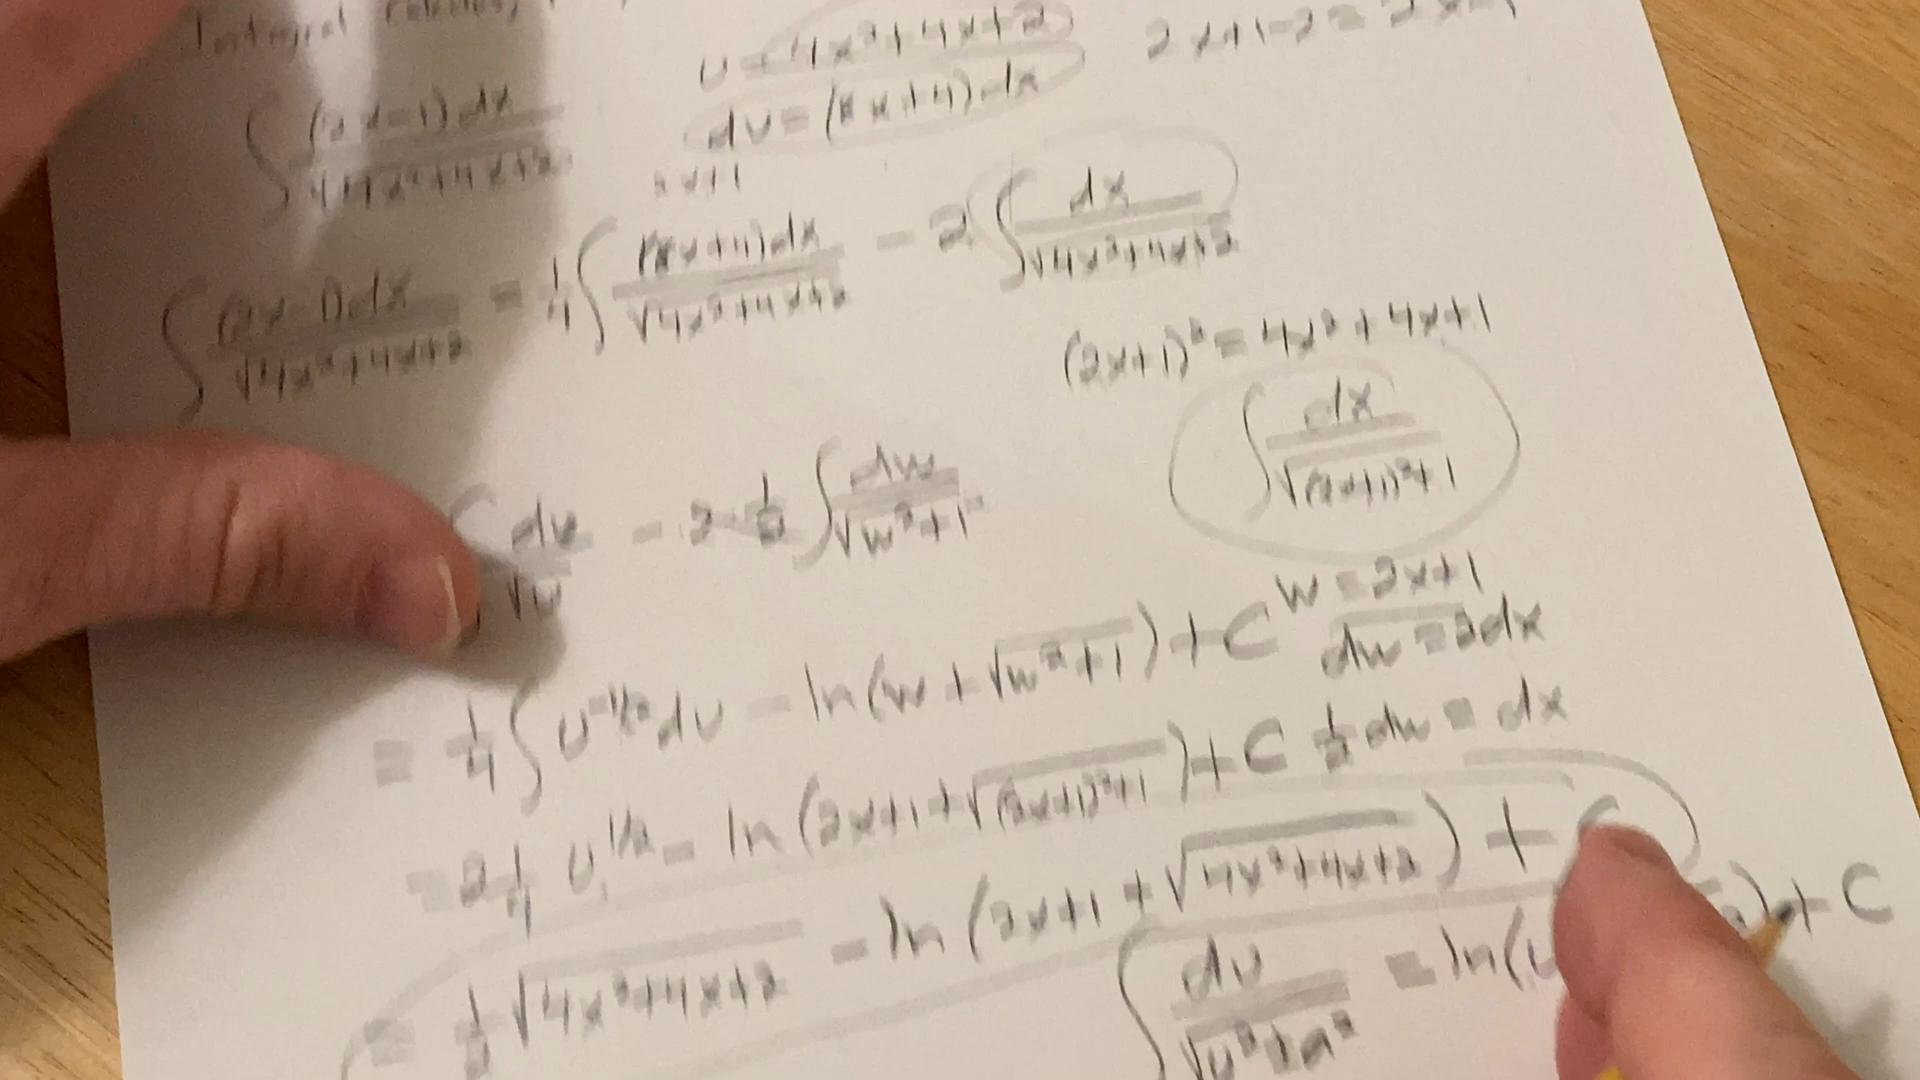 Integral
u = 4x²+4x+2
2x+1-2=2x-1
du = (8x+4)dx
∫ (2x-1)dx / √4x²+4x+2
2x+1
∫ (2x-1)dx / √4x²+4x+2 = 1/4 ∫ (8x+4)dx / √4x²+4x+2 - 2 ∫ dx / √4x²+4x+2
(2x+1)² = 4x²+4x+1
∫ dx / √(2x+1)²+1
∫ du / √u - 2·1/2 ∫ dw / √w²+1
w = 2x+1
dw = 2dx
= 1/4 ∫ u^-1/2 du - ln(w + √w²+1) + C
1/2 dw = dx
= 2 1/4 u^1/2 - ln(2x+1+√(2x+1)²+1) + C
= 1/2 √4x²+4x+2 - ln(2x+1+√4x²+4x+2) + C
∫ du / √u²+a² = ln(u ) + C